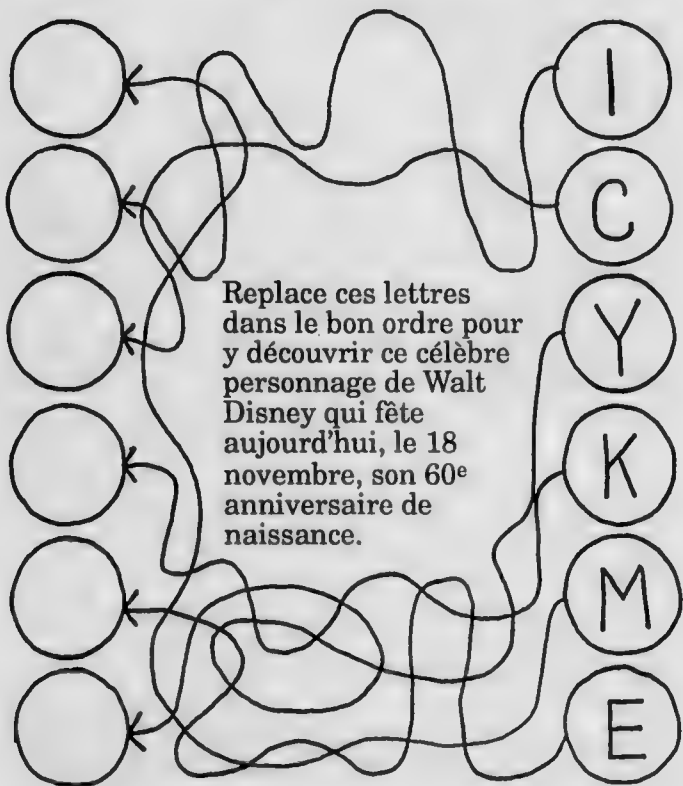 I
C
Replace ces lettres
dans le bon ordre pour
y découvrir ce célèbre
personnage de Walt
Disney qui fête
aujourd'hui, le 18
novembre, son 60e
anniversaire de
naissance.
Y
K
M
E